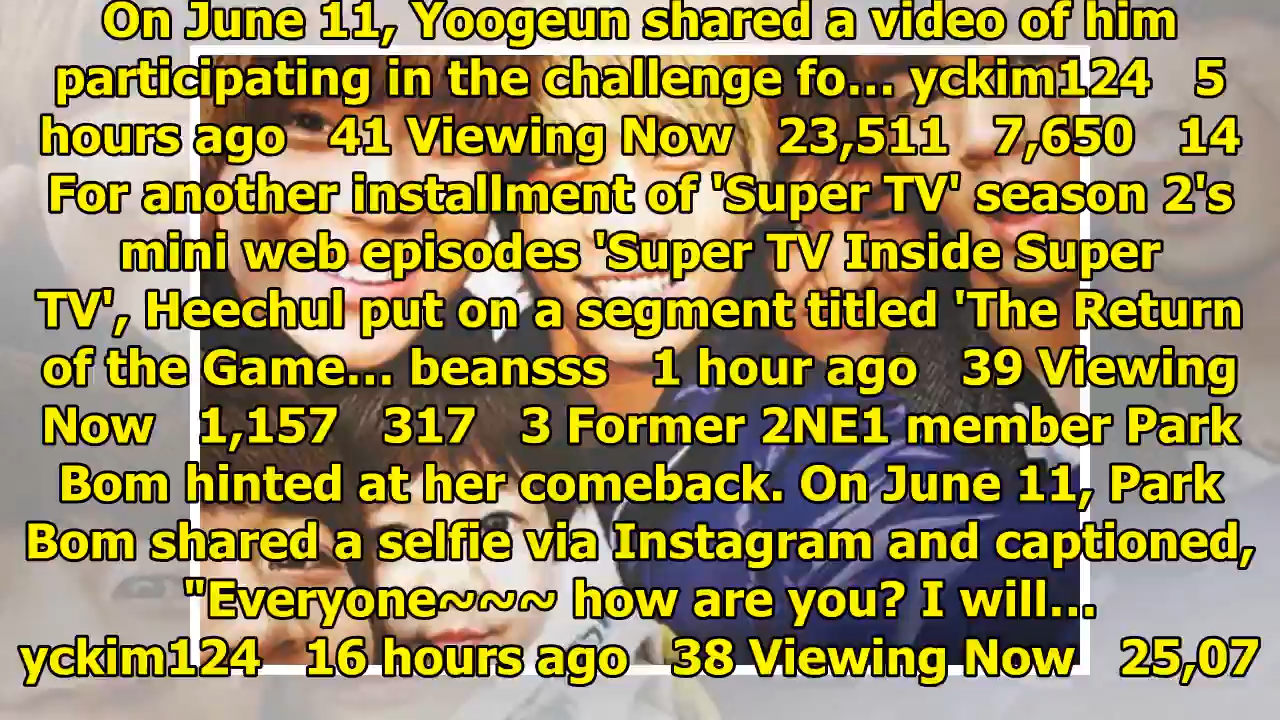 On June 11, Yoogeun shared a video of him
participating in the challenge fo... yckim124 5
hours ago 41 Viewing Now 23,511 7,650 14
For another installment of 'Super TV' season 2's
mini web episodes 'Super TV Inside Super
TV', Heechul put on a segment titled 'The Return
of the Game... beansss 1 hour ago 39 Viewing
Now 1,157 317 3 Former 2NE1 member Park
Bom hinted at her comeback. On June 11, Park
Bom shared a selfie via Instagram and captioned,
"Everyone~~~ how are you? I will...
yckim124 16 hours ago 38 Viewing Now 25,07